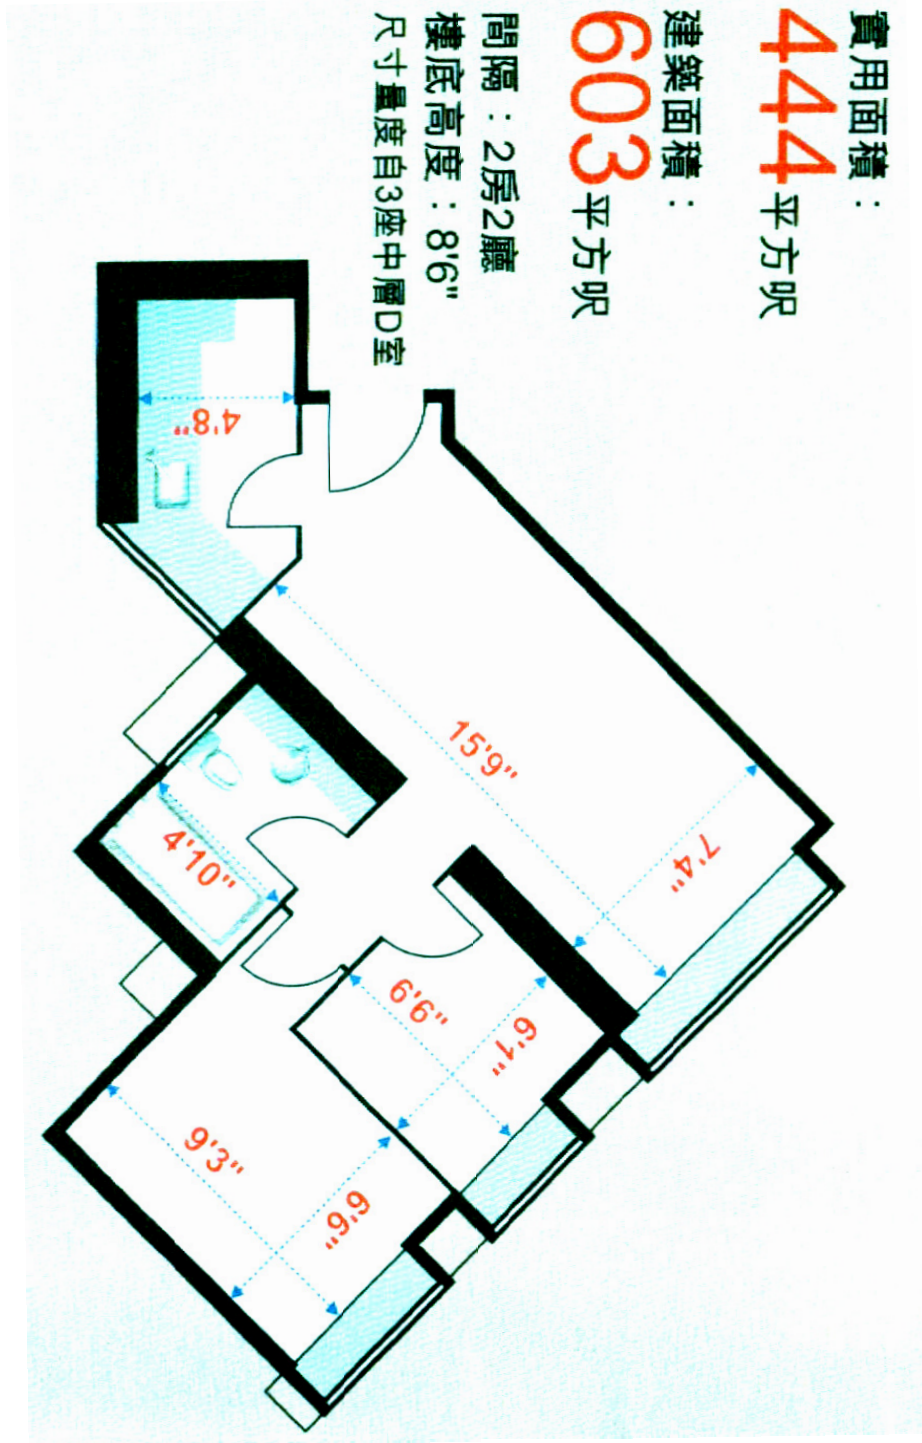 實用面積：
444平方呎
建築面積：
603平方呎
間隔：2房2廳
樓底高度：8'6"
尺寸量度自3座中層D室
4'8"
15'9"
7'4"
4'10"
6'9"
6'1"
9'3"
6'6"